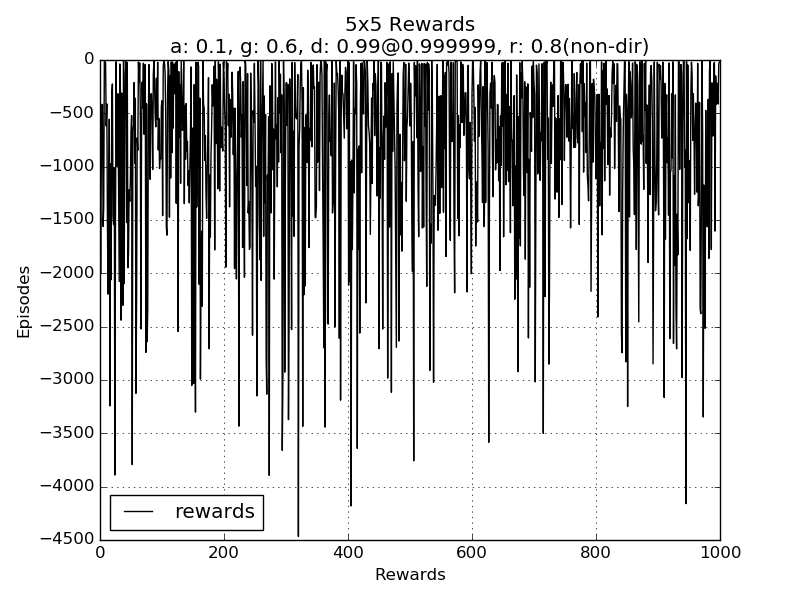 5x5 Rewards
a: 0.1, g: 0.6, d: 0.99@0.999999, r: 0.8(non-dir)
0
−500
−1000
−1500
−2000
−2500
−3000
−3500
−4000
−4500
Episodes
rewards
0 200 400 600 800 1000
Rewards